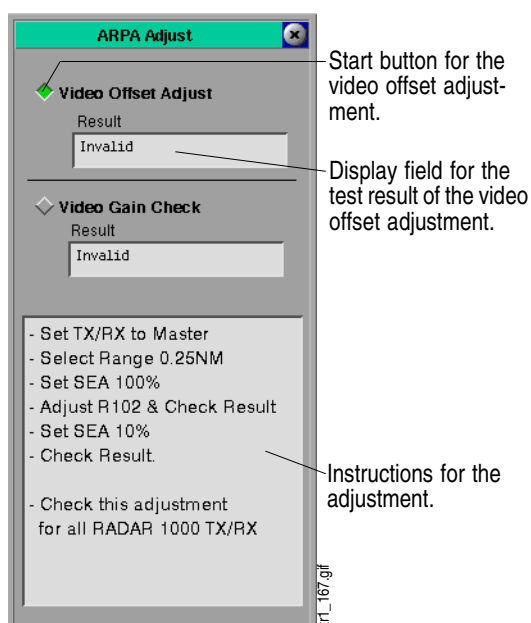 ARPA Adjust
Start button for the
video offset adjust-
ment.
Video Offset Adjust
Result
Invalid
Display field for the
test result of the video
offset adjustment.
Video Gain Check
Result
Invalid
- Set TX/RX to Master
- Select Range 0.25NM
- Set SEA 100%
- Adjust R102 & Check Result
- Set SEA 10%
- Check Result.
- Check this adjustment
for all RADAR 1000 TX/RX
Instructions for the
adjustment.